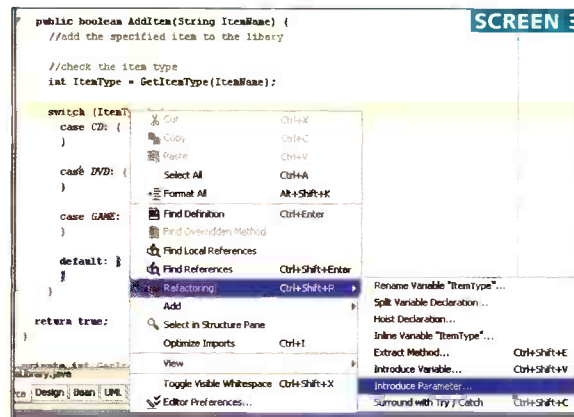 SCREEN 3
public boolean AddItem(String ItemName) {
//add the specified item to the libary
//check the item type
int ItemType = GetItemType(ItemName);
switch (ItemT
case CD: {
}
case DVD: {
}
case GAME:
}
default: {
}
}
return true;
}
private int
Library.java
Design Bean UML
Cut Ctrl+X
Copy Ctrl+C
Paste Ctrl+V
Select All Ctrl+A
Format All Alt+Shift+K
Find Definition Ctrl+Enter
Find Overridden Method
Find Local References
Find References Ctrl+Shift+Enter
Refactoring Ctrl+Shift+R
Add
Select in Structure Pane
Optimize Imports Ctrl+I
View
Toggle Visible Whitespace Ctrl+Shift+X
Editor Preferences...
Rename Variable "ItemType"...
Split Variable Declaration...
Hoist Declaration...
Inline Variable "ItemType"...
Extract Method... Ctrl+Shift+E
Introduce Variable... Ctrl+Shift+V
Introduce Parameter...
Surround with Try / Catch Ctrl+Shift+C